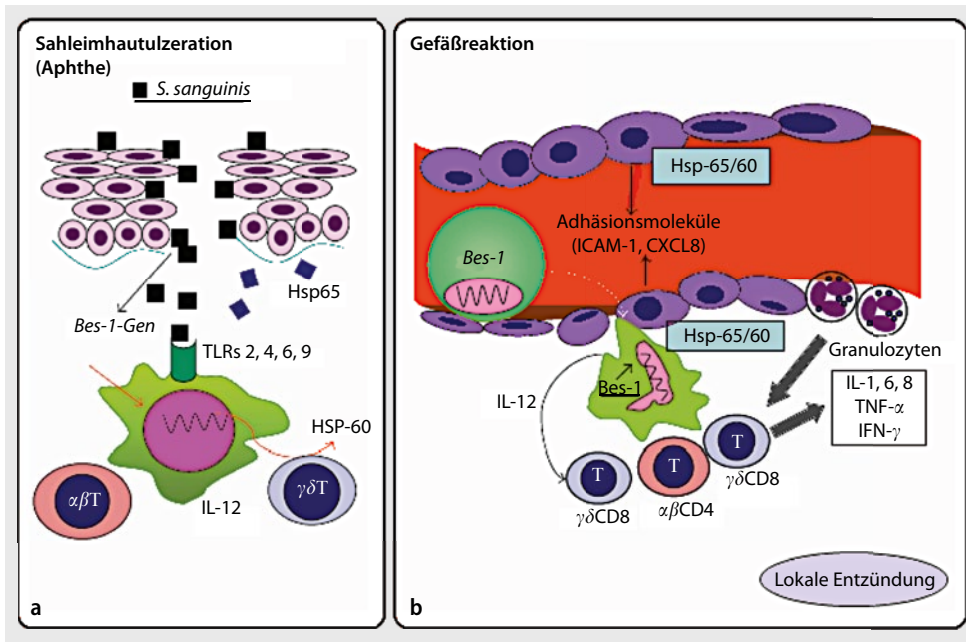 Sahleimhautulzeration
(Aphthe)
S. sanguinis
Hsp65
Bes-1-Gen
TLRs 2, 4, 6, 9
HSP-60
αβT
γδT
IL-12
a
Gefäßreaktion
Hsp-65/60
Adhäsionsmoleküle
(ICAM-1, CXCL8)
Bes-1
Hsp-65/60
Granulozyten
Bes-1
IL-12
IL-1, 6, 8
TNF-α
IFN-γ
T
T
T
γδCD8
γδCD8
αβCD4
Lokale Entzündung
b